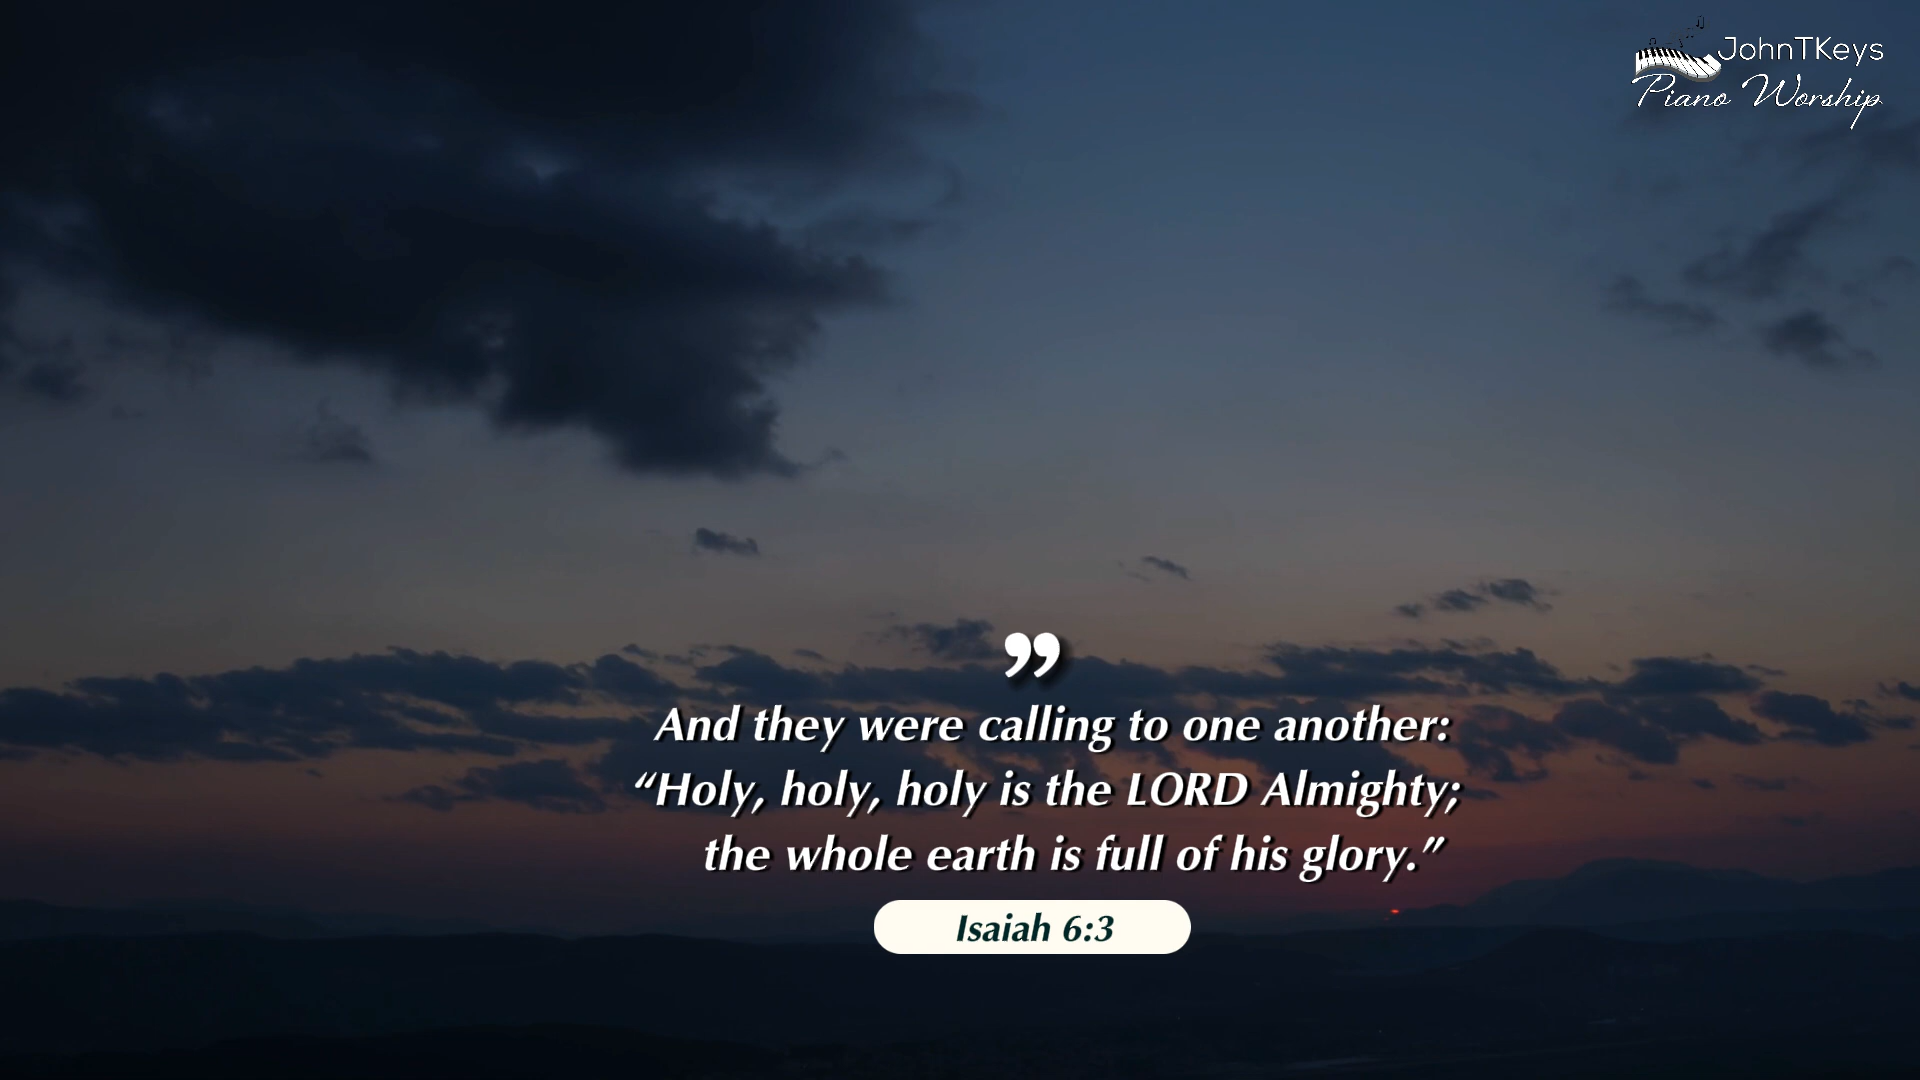 JohnTKeys
Piano Worship
”
And they were calling to one another:
“Holy, holy, holy is the LORD Almighty;
the whole earth is full of his glory.”
Isaiah 6:3